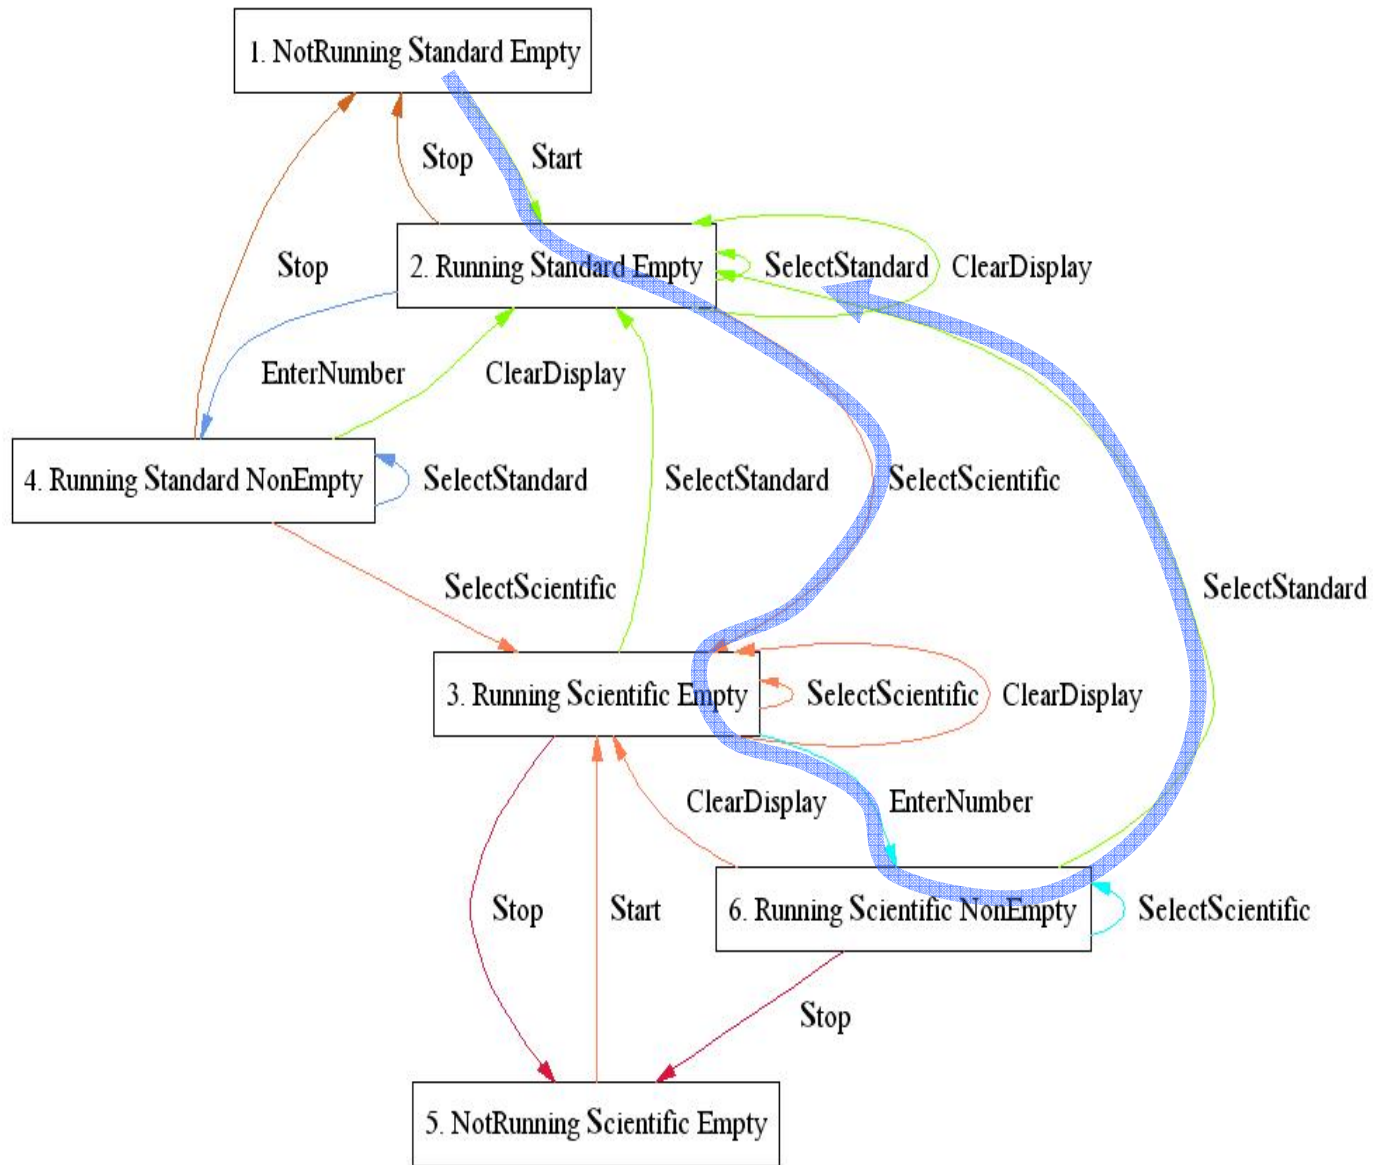 1. NotRunning Standard Empty
Stop
Start
2. Running Standard Empty
SelectStandard
ClearDisplay
Stop
EnterNumber
ClearDisplay
4. Running Standard NonEmpty
SelectStandard
SelectStandard
SelectScientific
SelectScientific
SelectStandard
3. Running Scientific Empty
SelectScientific
ClearDisplay
ClearDisplay
EnterNumber
Stop
Start
6. Running Scientific NonEmpty
SelectScientific
Stop
5. NotRunning Scientific Empty